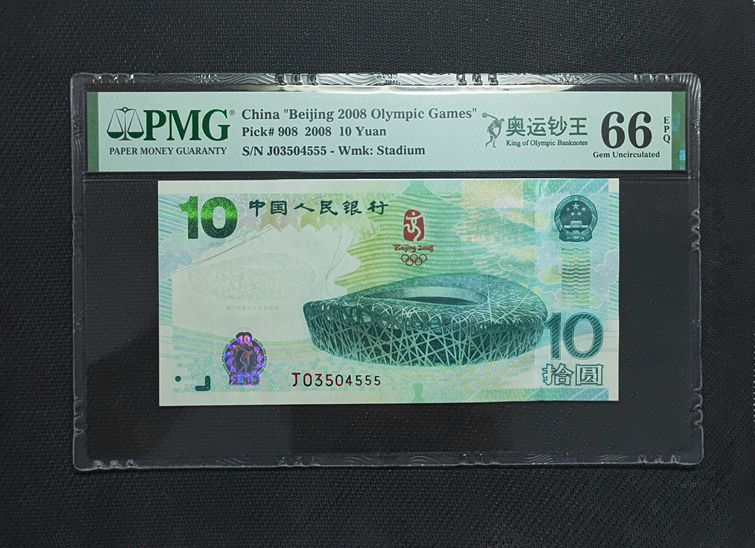 PMG
PAPER MONEY GUARANTY
China "Beijing 2008 Olympic Games"
Pick# 908 2008 10 Yuan
S/N J03504555 - Wmk: Stadium
奥运钞王
King of Olympic Banknotes
66
EPQ
Gem Uncirculated
10
中国人民银行
Beijing 2008
10
2008
J03504555
10
拾圆